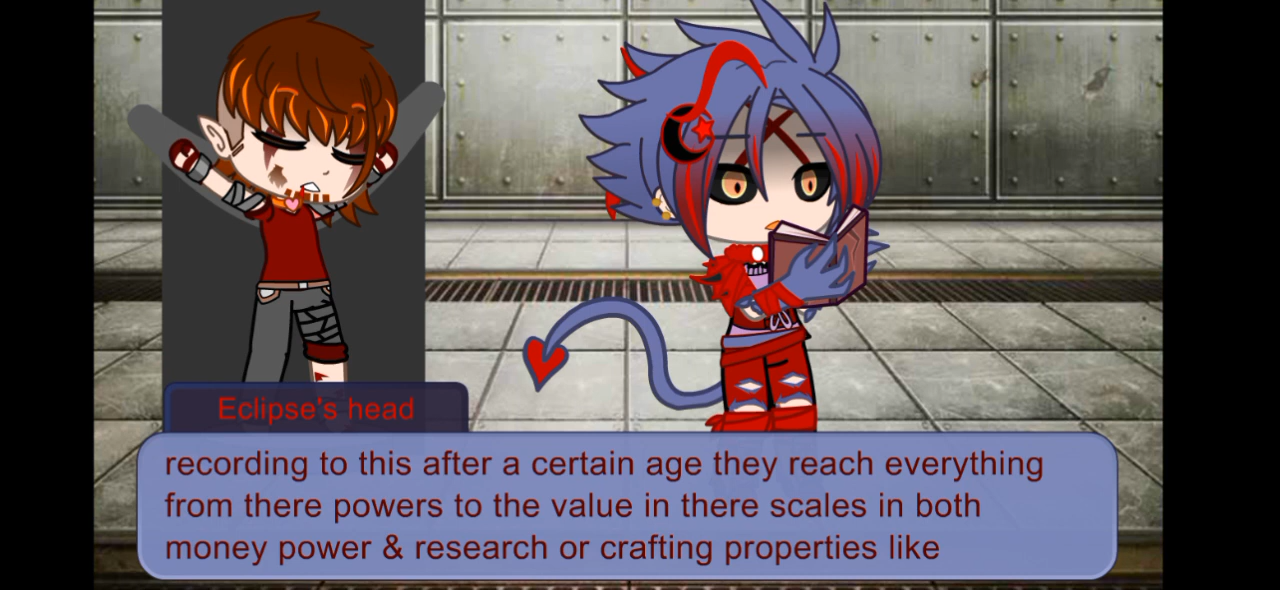 Eclipse's head
recording to this after a certain age they reach everything
from there powers to the value in there scales in both
money power & research or crafting properties like